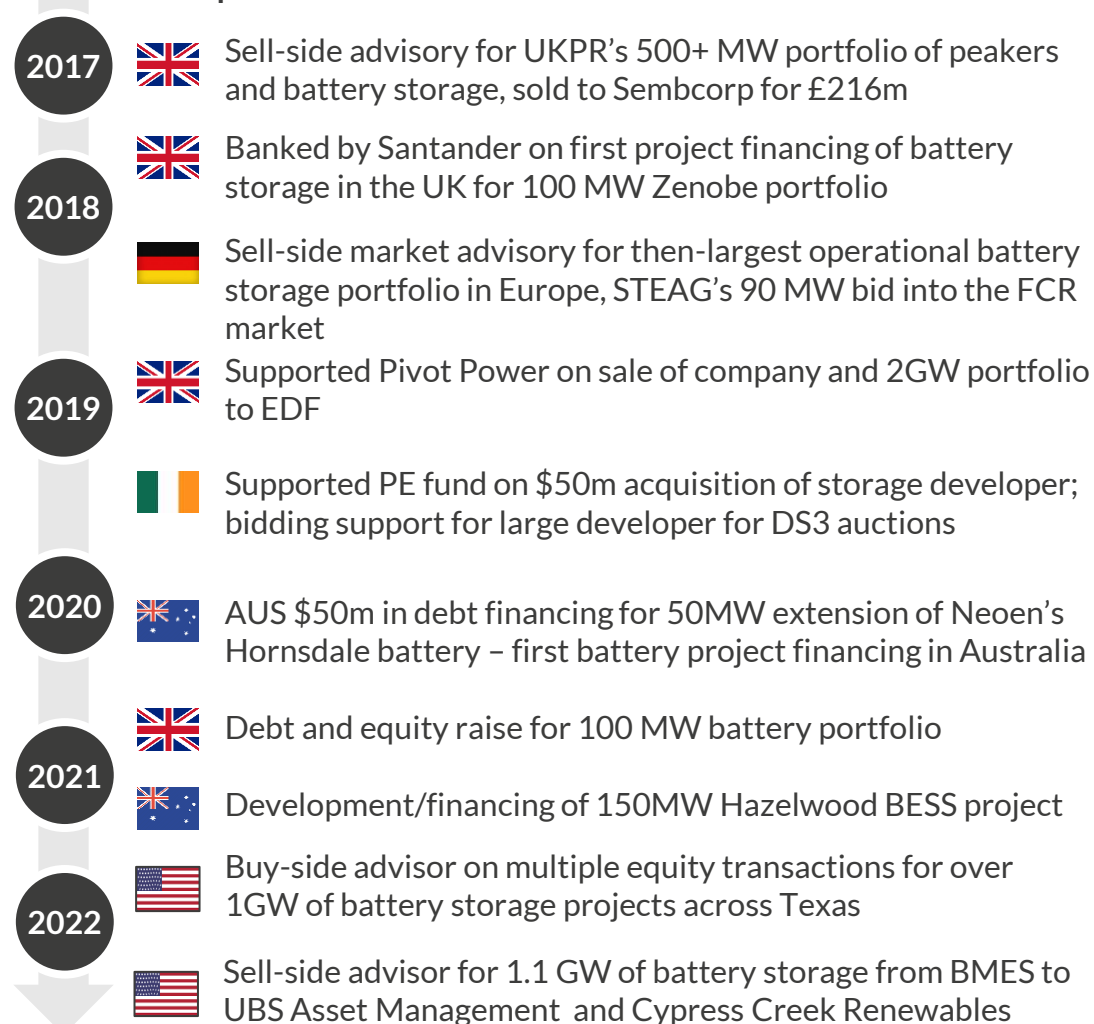 2017
Sell-side advisory for UKPR’s 500+ MW portfolio of peakers
and battery storage, sold to Sembcorp for £216m
Banked by Santander on first project financing of battery
storage in the UK for 100 MW Zenobe portfolio
2018
Sell-side market advisory for then-largest operational battery
storage portfolio in Europe, STEAG’s 90 MW bid into the FCR
market
2019
Supported Pivot Power on sale of company and 2GW portfolio
to EDF
Supported PE fund on $50m acquisition of storage developer;
bidding support for large developer for DS3 auctions
2020
AUS $50m in debt financing for 50MW extension of Neoen’s
Hornsdale battery – first battery project financing in Australia
Debt and equity raise for 100 MW battery portfolio
2021
Development/financing of 150MW Hazelwood BESS project
Buy-side advisor on multiple equity transactions for over
1GW of battery storage projects across Texas
2022
Sell-side advisor for 1.1 GW of battery storage from BMES to
UBS Asset Management and Cypress Creek Renewables